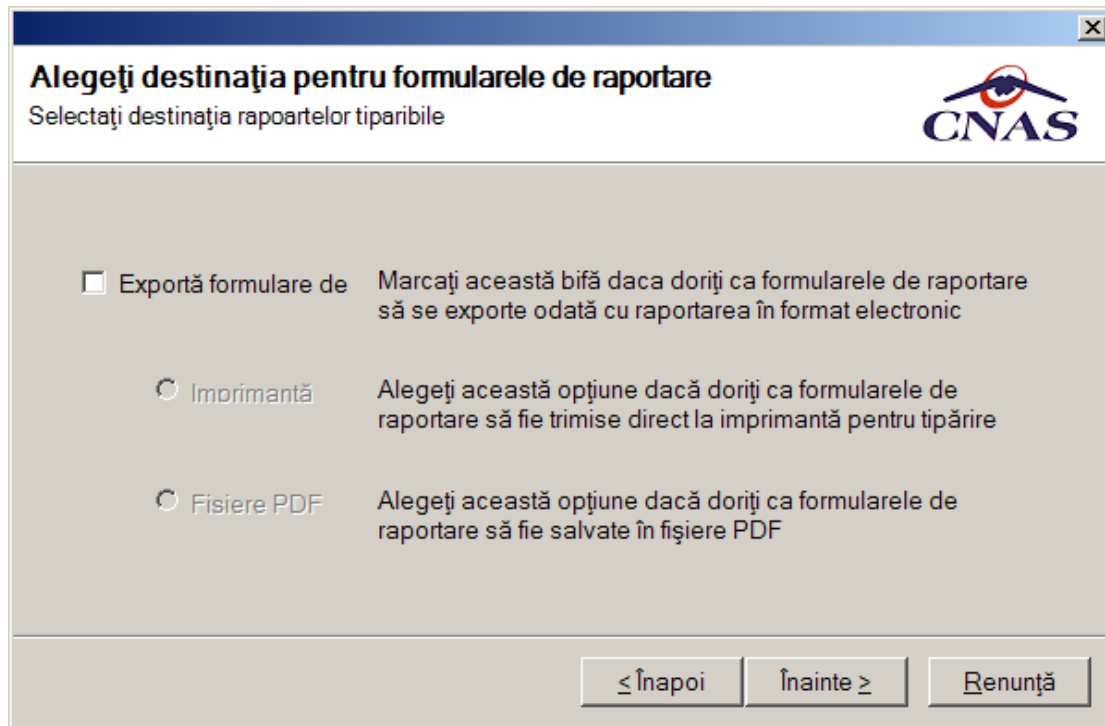 Alegeţi destinaţia pentru formularele de raportare
Selectaţi destinaţia rapoartelor tiparibile
CNAS
Exportă formulare de
Marcaţi această bifă daca doriţi ca formularele de raportare
să se exporte odată cu raportarea în format electronic
Imprimantă
Alegeţi această opţiune dacă doriţi ca formularele de
raportare să fie trimise direct la imprimantă pentru tipărire
Fisiere PDF
Alegeţi această opţiune dacă doriţi ca formularele de
raportare să fie salvate în fişiere PDF
< Înapoi
Înainte >
Renunţă